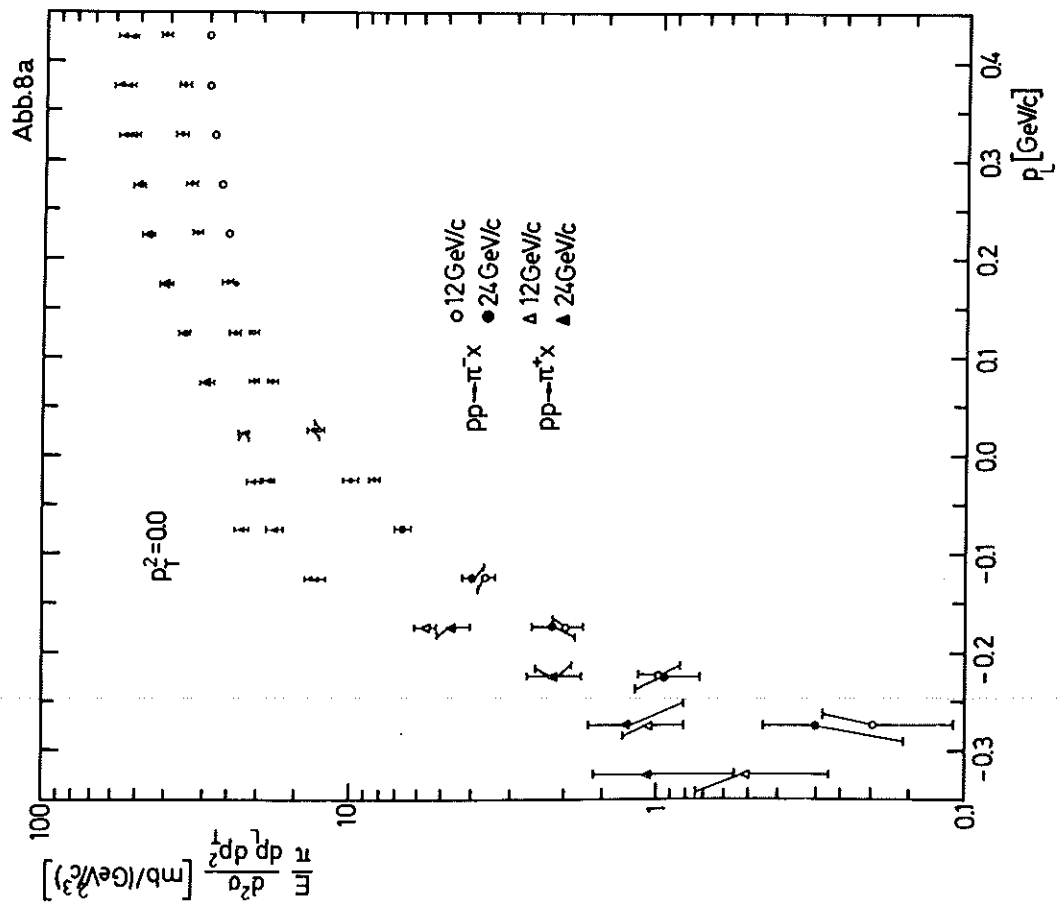 Abb.8a
E/π d²σ/dp_L dp_T² [mb/(GeV²/c³)]
100
10
1
0.1
p_T²=0.0
pp→π⁻X
○ 12GeV/c
● 24GeV/c
pp→π⁺X
△ 12GeV/c
▲ 24GeV/c
-0.3
-0.2
-0.1
0.0
0.1
0.2
0.3
0.4
p_L [GeV/c]